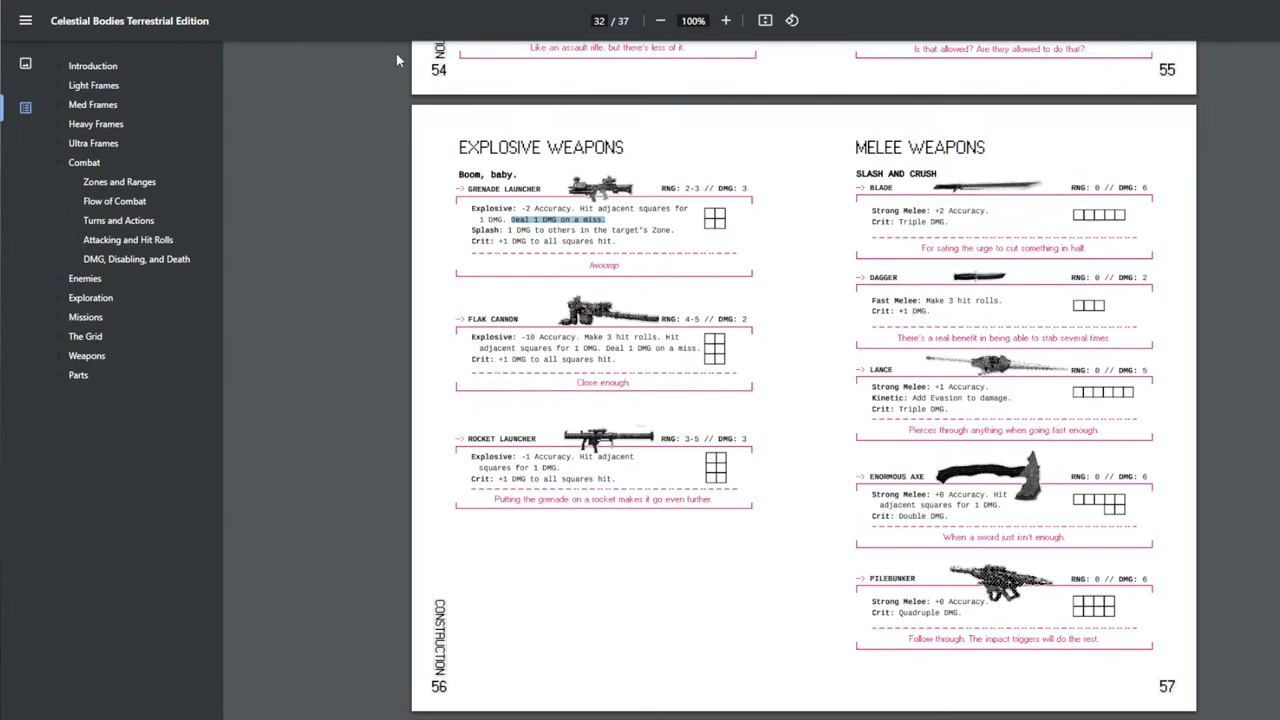 Celestial Bodies Terrestrial Edition
32 / 37
100%
Introduction
Light Frames
Med Frames
Heavy Frames
Ultra Frames
Combat
Zones and Ranges
Flow of Combat
Turns and Actions
Attacking and Hit Rolls
DMG, Disabling, and Death
Enemies
Exploration
Missions
The Grid
Weapons
Parts
Like an assault rifle, but there's less of it.
54
Is that allowed? Are they allowed to do that?
55
EXPLOSIVE WEAPONS
Boom, baby.
GRENADE LAUNCHER RNG: 2-3 // DMG: 3
Explosive: -2 Accuracy. Hit adjacent squares for
1 DMG. Deal 1 DMG on a miss.
Splash: 1 DMG to others in the target's Zone.
Crit: +1 DMG to all squares hit.
fwoomp
FLAK CANNON RNG: 4-5 // DMG: 2
Explosive: -10 Accuracy. Make 3 hit rolls. Hit
adjacent squares for 1 DMG. Deal 1 DMG on a miss.
Crit: +1 DMG to all squares hit.
Close enough.
ROCKET LAUNCHER RNG: 3-5 // DMG: 3
Explosive: -1 Accuracy. Hit adjacent
squares for 1 DMG.
Crit: +1 DMG to all squares hit.
Putting the grenade on a rocket makes it go even further.
CONSTRUCTION
56
MELEE WEAPONS
SLASH AND CRUSH
BLADE RNG: 0 // DMG: 6
Strong Melee: +2 Accuracy.
Crit: Triple DMG.
For sating the urge to cut something in half.
DAGGER RNG: 0 // DMG: 2
Fast Melee: Make 3 hit rolls.
Crit: +1 DMG.
There's a real benefit in being able to stab several times.
LANCE RNG: 0 // DMG: 5
Strong Melee: +1 Accuracy.
Kinetic: Add Evasion to damage.
Crit: Triple DMG.
Pierces through anything when going fast enough.
ENORMOUS AXE RNG: 0 // DMG: 6
Strong Melee: +0 Accuracy. Hit
adjacent squares for 1 DMG.
Crit: Double DMG.
When a sword just isn't enough.
PILEBUNKER RNG: 0 // DMG: 6
Strong Melee: +0 Accuracy.
Crit: Quadruple DMG.
Follow through. The impact triggers will do the rest.
57